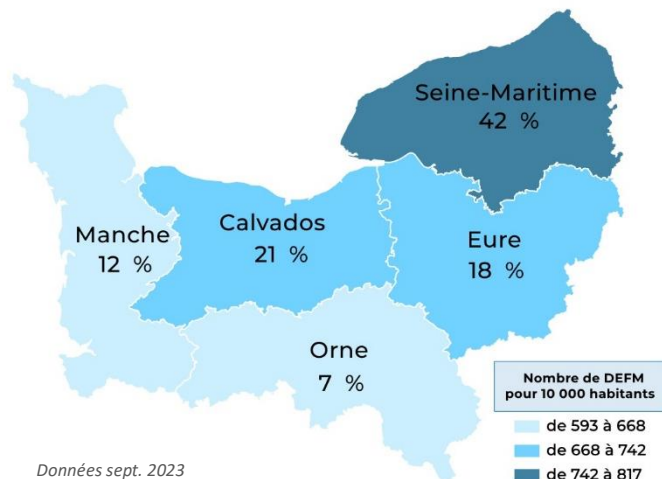 Seine-Maritime
42 %
Calvados
21 %
Manche
12 %
Eure
18 %
Orne
7 %
Nombre de DEFM
pour 10 000 habitants
de 593 à 668
de 668 à 742
de 742 à 817
Données sept. 2023